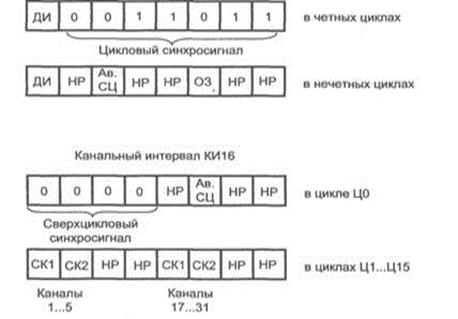 ДИ 0 0 1 1 0 1 1 в четных циклах
Цикловый синхросигнал
ДИ НР Ав. СЦ НР НР ОЗ. НР НР в нечетных циклах
Канальный интервал КИ16
0 0 0 0 НР Ав. СЦ НР НР в цикле Ц0
Сверхцикловый
синхросигнал
СК1 СК2 НР НР СК1 СК2 НР НР в циклах Ц1...Ц15
Каналы Каналы
1...5 17...31